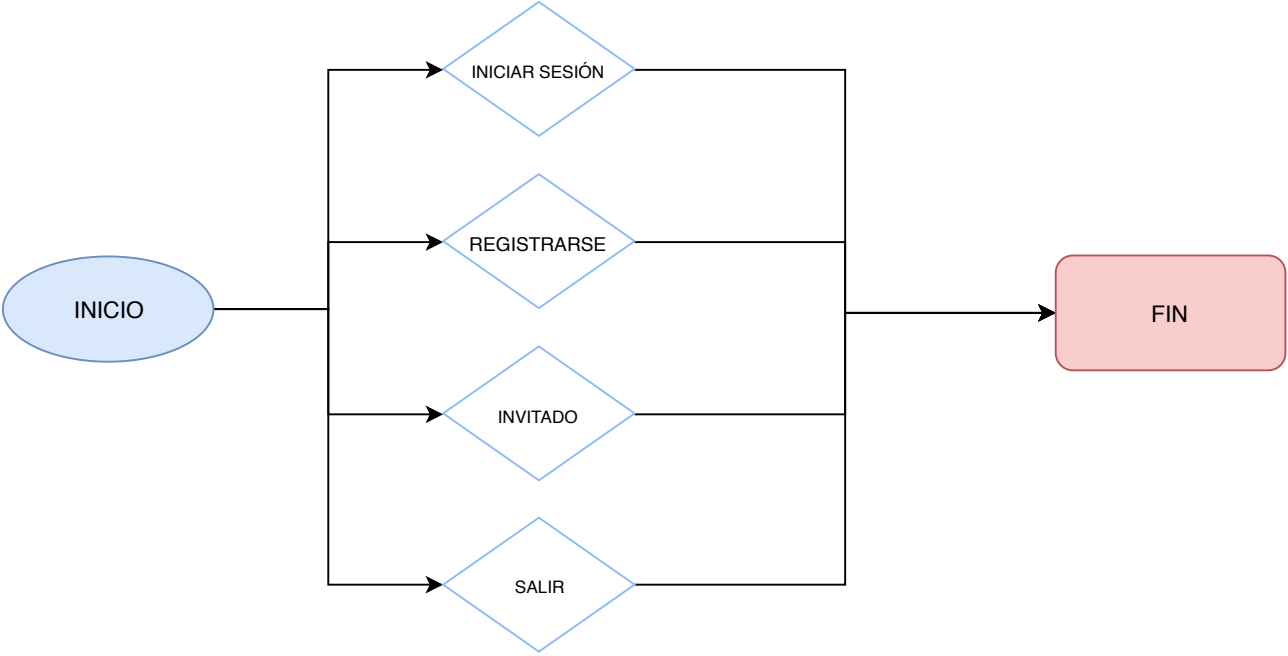 INICIO
INICIAR SESIÓN
REGISTRARSE
INVITADO
SALIR
FIN